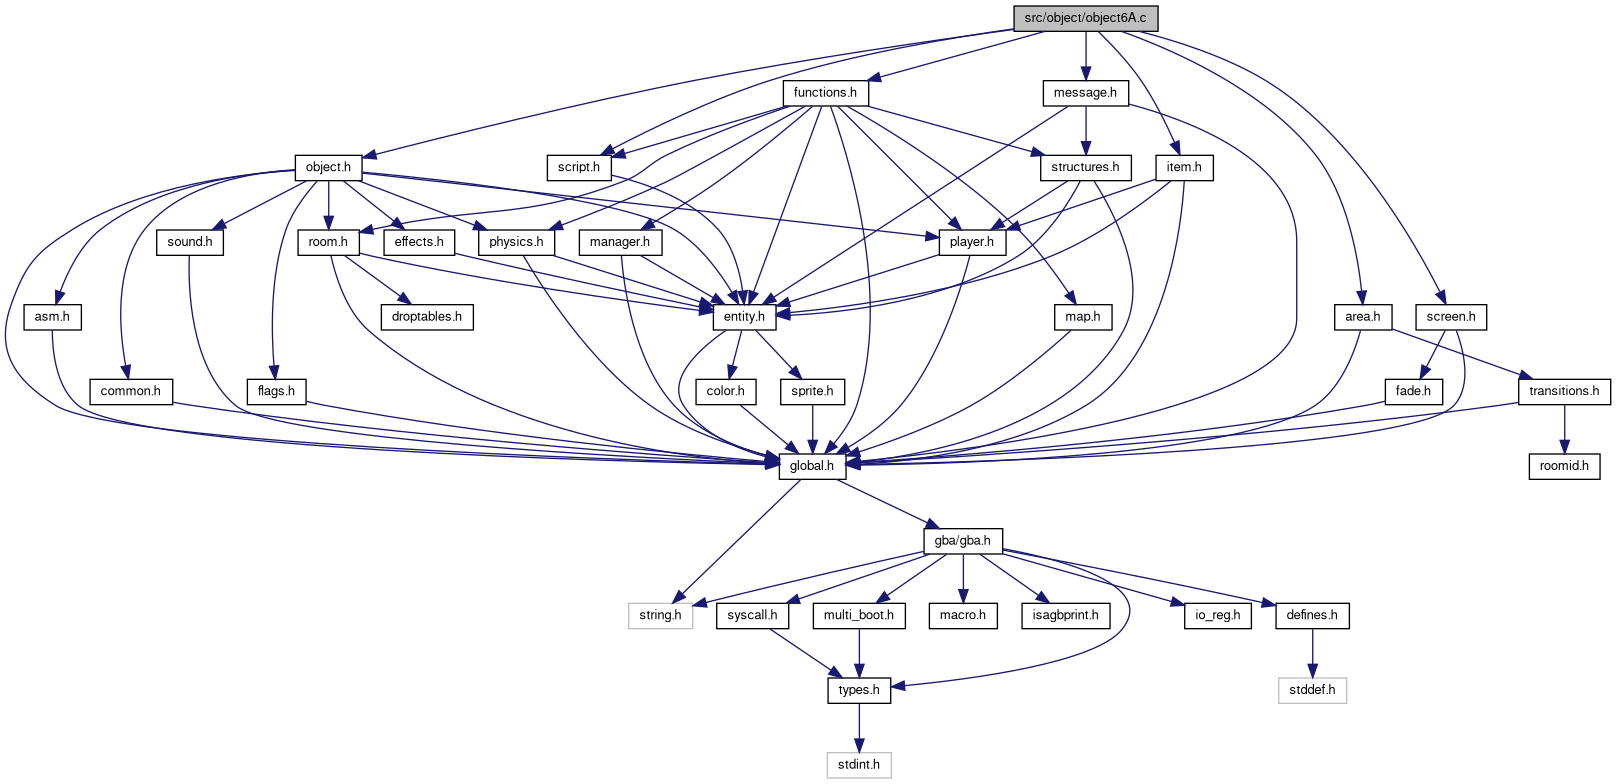 src/object/object6A.c
functions.h
message.h
object.h
script.h
structures.h
item.h
sound.h
room.h
effects.h
physics.h
manager.h
player.h
asm.h
droptables.h
entity.h
map.h
area.h
screen.h
common.h
flags.h
color.h
sprite.h
fade.h
transitions.h
global.h
roomid.h
gba/gba.h
string.h
syscall.h
multi_boot.h
macro.h
isagbprint.h
io_reg.h
defines.h
types.h
stddef.h
stdint.h